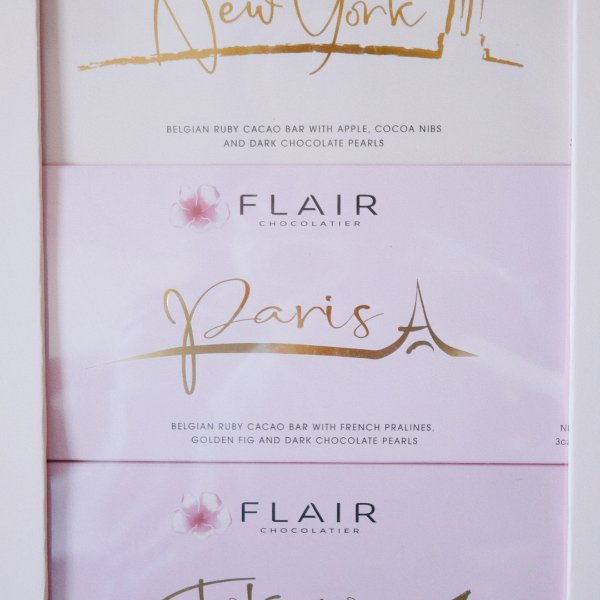 New York
BELGIAN RUBY CACAO BAR WITH APPLE, COCOA NIBS
AND DARK CHOCOLATE PEARLS
FLAIR
CHOCOLATIER
Paris
BELGIAN RUBY CACAO BAR WITH FRENCH PRALINES,
GOLDEN FIG AND DARK CHOCOLATE PEARLS
FLAIR
CHOCOLATIER